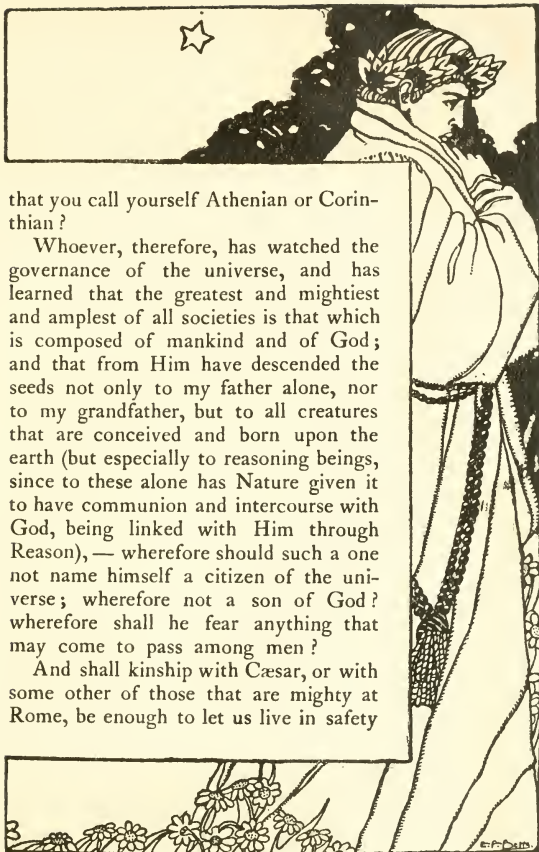 that you call yourself Athenian or Corin-
thian?
Whoever, therefore, has watched the
governance of the universe, and has
learned that the greatest and mightiest
and amplest of all societies is that which
is composed of mankind and of God;
and that from Him have descended the
seeds not only to my father alone, nor
to my grandfather, but to all creatures
that are conceived and born upon the
earth (but especially to reasoning beings,
since to these alone has Nature given it
to have communion and intercourse with
God, being linked with Him through
Reason), — wherefore should such a one
not name himself a citizen of the uni-
verse; wherefore not a son of God?
wherefore shall he fear anything that
may come to pass among men?
And shall kinship with Cæsar, or with
some other of those that are mighty at
Rome, be enough to let us live in safety